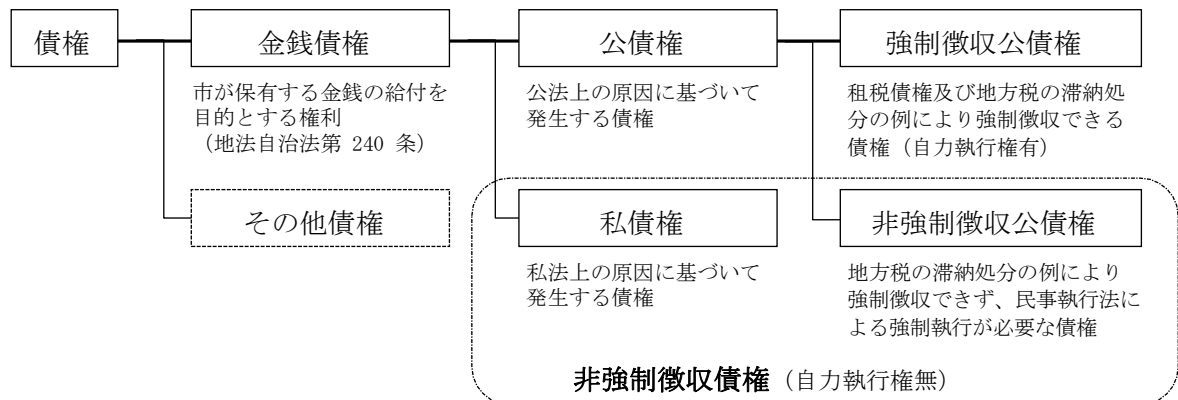 債権
金銭債権
公債権
強制徴収公債権
市が保有する金銭の給付を
目的とする権利
(地法自治法第 240 条)
公法上の原因に基づいて
発生する債権
租税債権及び地方税の滞納処
分の例により強制徴収できる
債権(自力執行権有)
その他債権
私債権
非強制徴収公債権
私法上の原因に基づいて
発生する債権
地方税の滞納処分の例により
強制徴収できず、民事執行法に
よる強制執行が必要な債権
非強制徴収債権(自力執行権無)